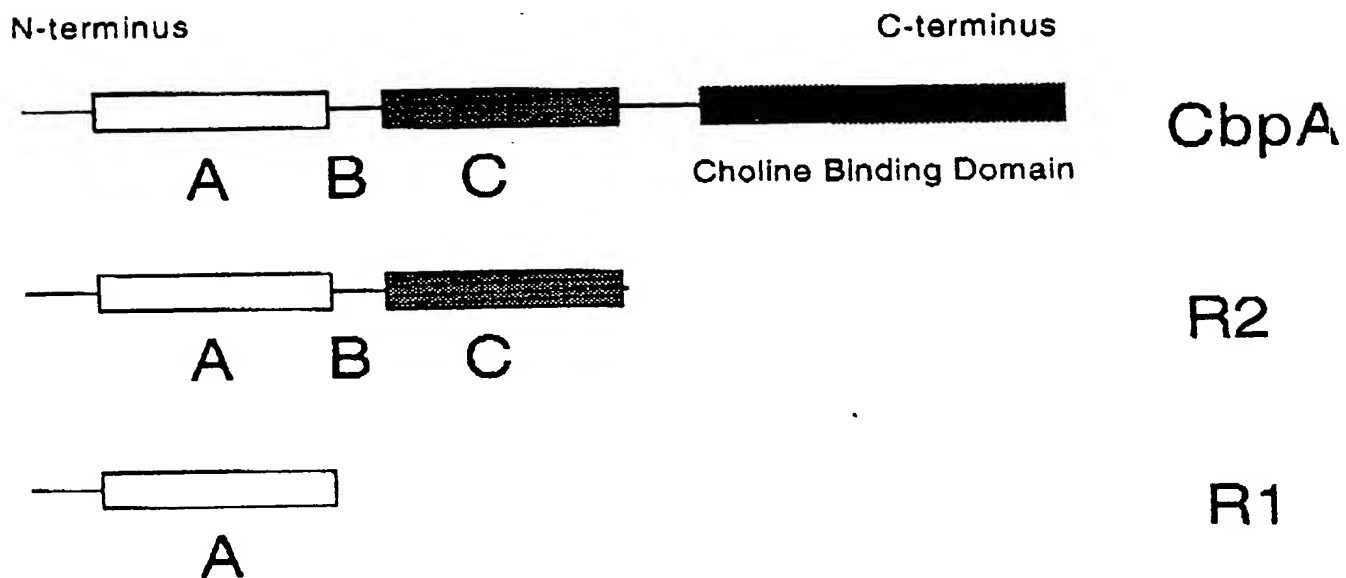 N-terminus C-terminus
CbpA
A B C Choline Binding Domain
R2
A B C
R1
A